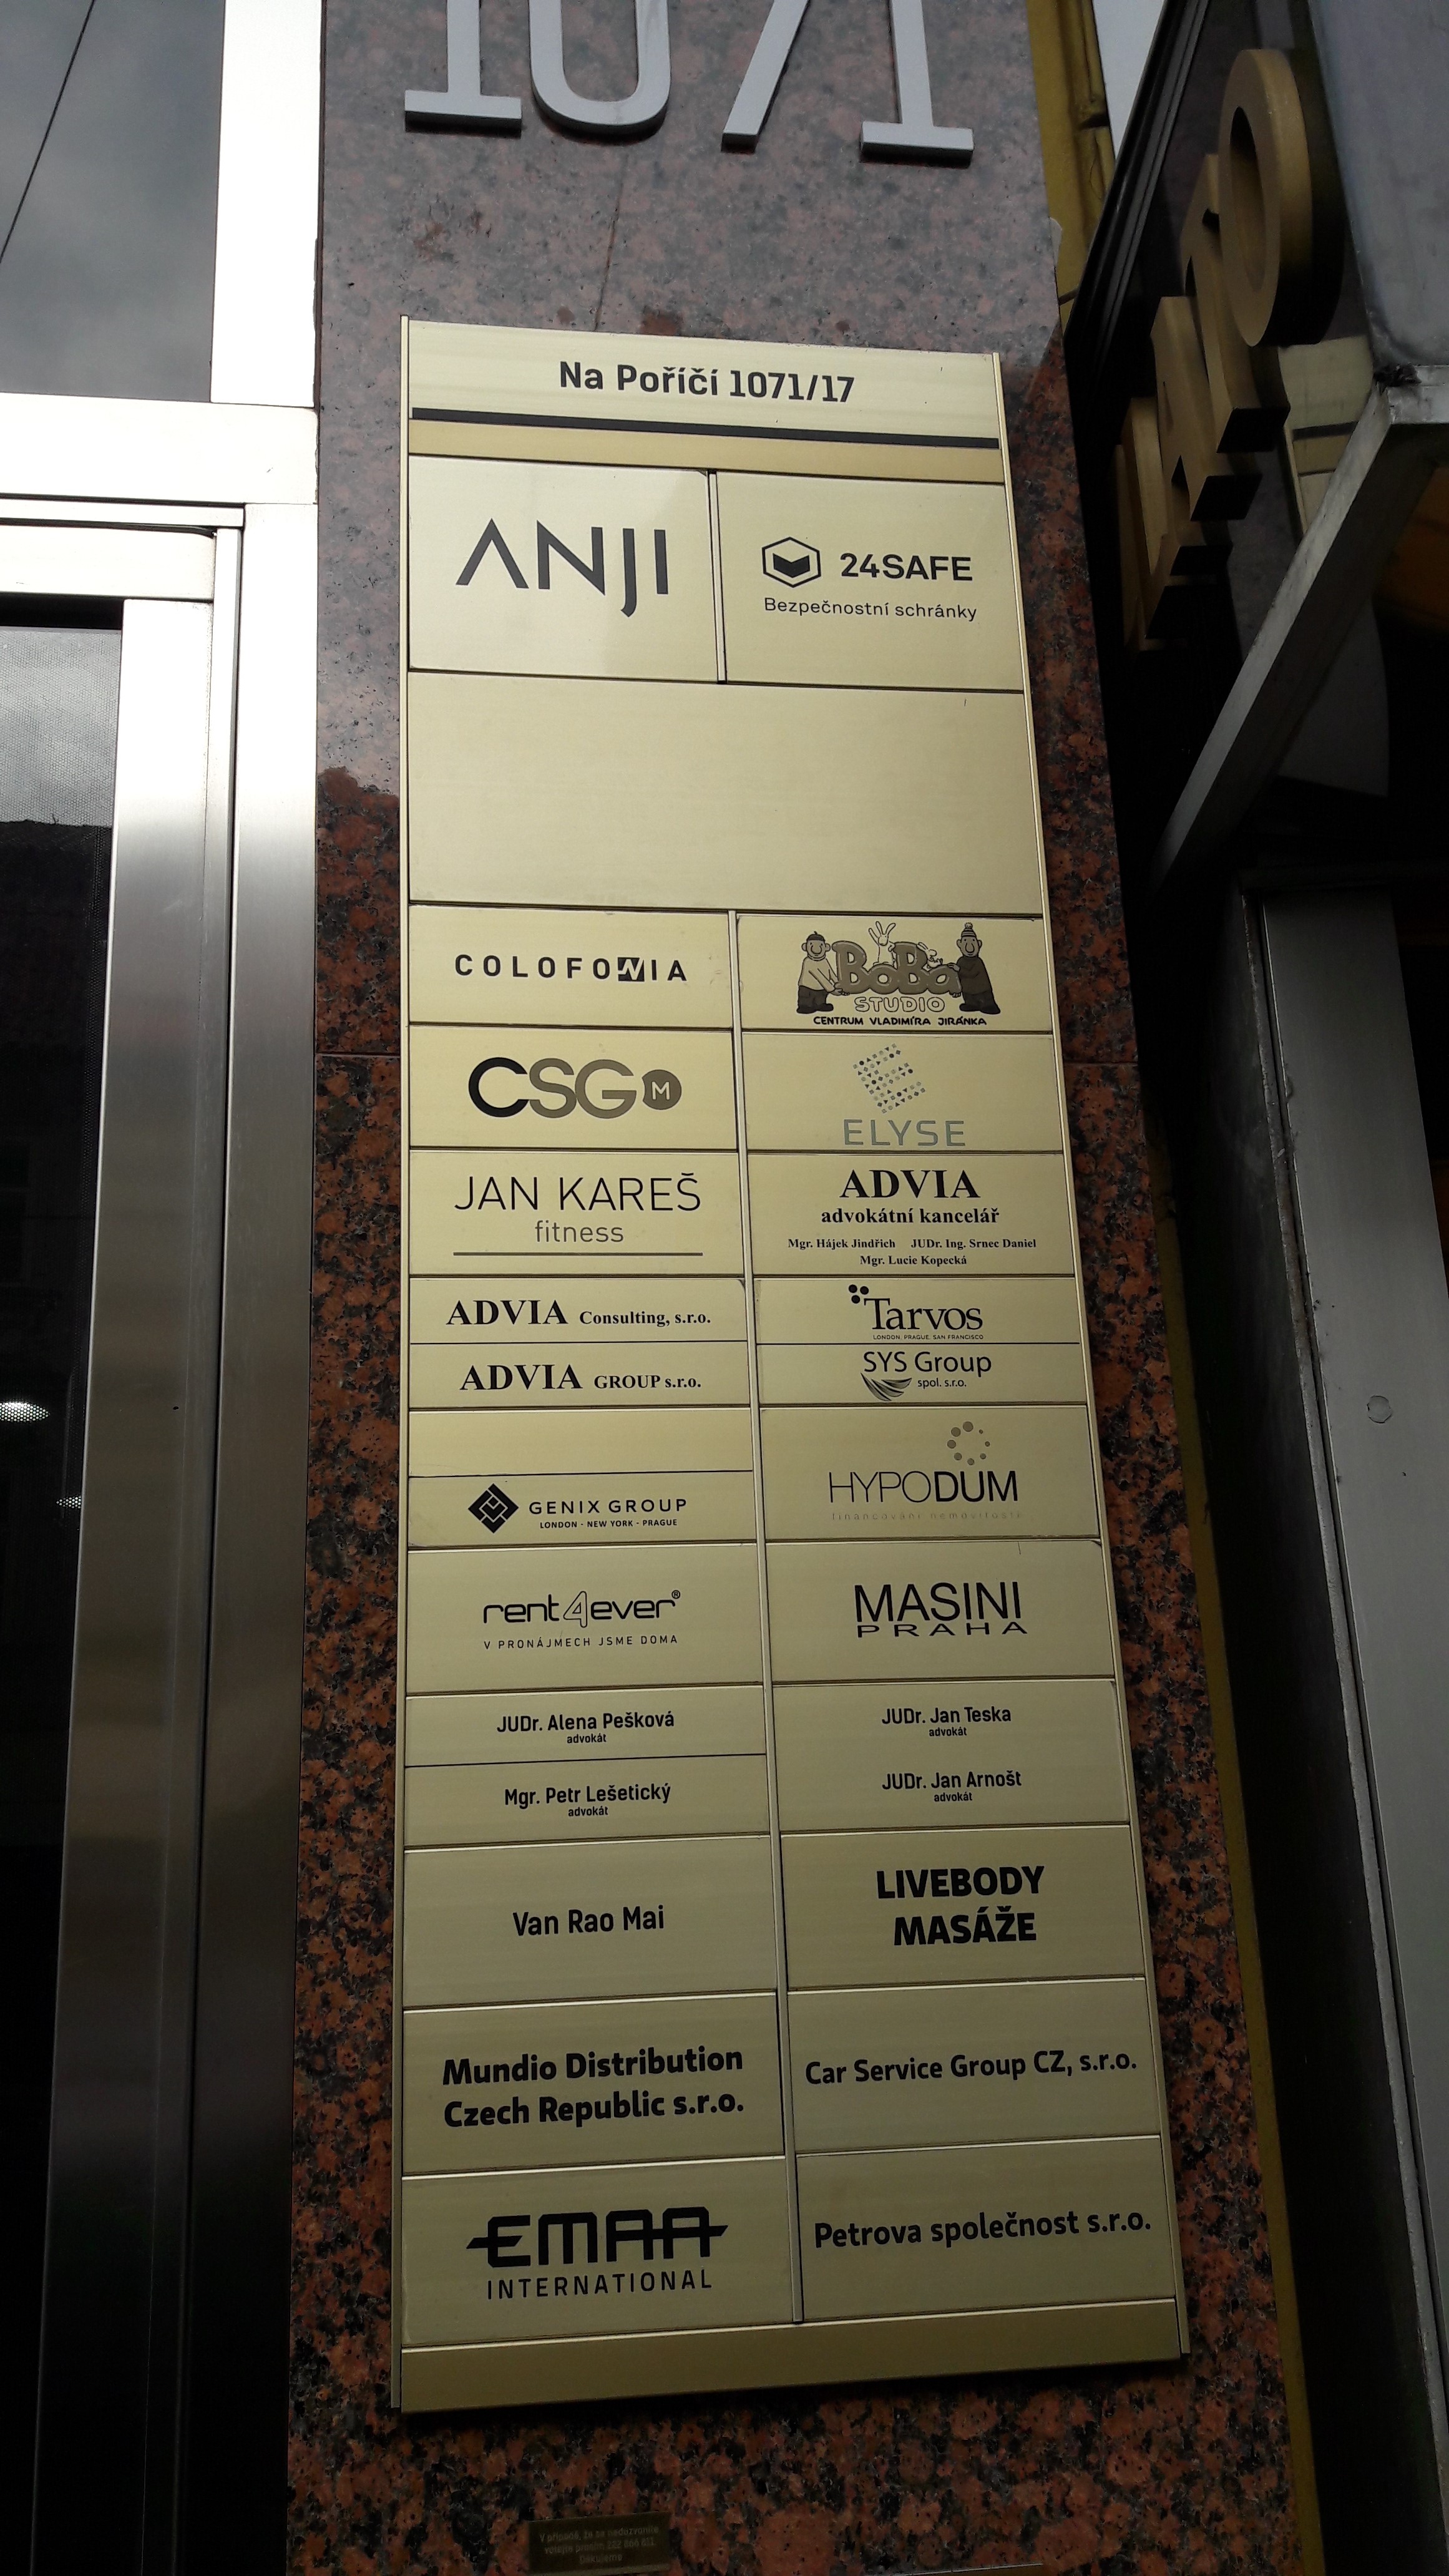 1071
Na Poříčí 1071/17
ANJI
24SAFE
Bezpečnostní schránky
COLOFONIA
BoBa
STUDIO
CENTRUM VLADIMÍRA JIRÁNKA
CSG M
ELYSE
JAN KAREŠ
fitness
ADVIA
advokátní kancelář
Mgr. Hájek Jindřich JUDr. Ing. Srnec Daniel
Mgr. Lucie Kopecká
ADVIA Consulting, s.r.o.
Tarvos
LONDON, PRAGUE, SAN FRANCISCO
ADVIA GROUP s.r.o.
SYS Group
spol. s.r.o.
GENIX GROUP
LONDON - NEW YORK - PRAGUE
HYPODUM
financování nemovitostí
rent4ever®
V PRONÁJMECH JSME DOMA
MASINI
PRAHA
JUDr. Alena Pešková
advokát
JUDr. Jan Teska
advokát
Mgr. Petr Lešetický
advokát
JUDr. Jan Arnošt
advokát
Van Rao Mai
LIVEBODY
MASÁŽE
Mundio Distribution
Czech Republic s.r.o.
Car Service Group CZ, s.r.o.
EMAA
INTERNATIONAL
Petrova společnost s.r.o.